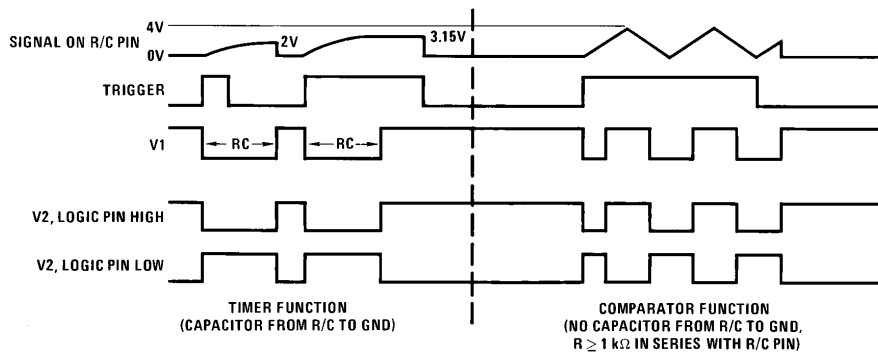 4V
SIGNAL ON R/C PIN
2V
3.15V
0V
TRIGGER
V1
RC
RC
V2, LOGIC PIN HIGH
V2, LOGIC PIN LOW
TIMER FUNCTION
(CAPACITOR FROM R/C TO GND)
COMPARATOR FUNCTION
(NO CAPACITOR FROM R/C TO GND,
R ≥ 1 kΩ IN SERIES WITH R/C PIN)